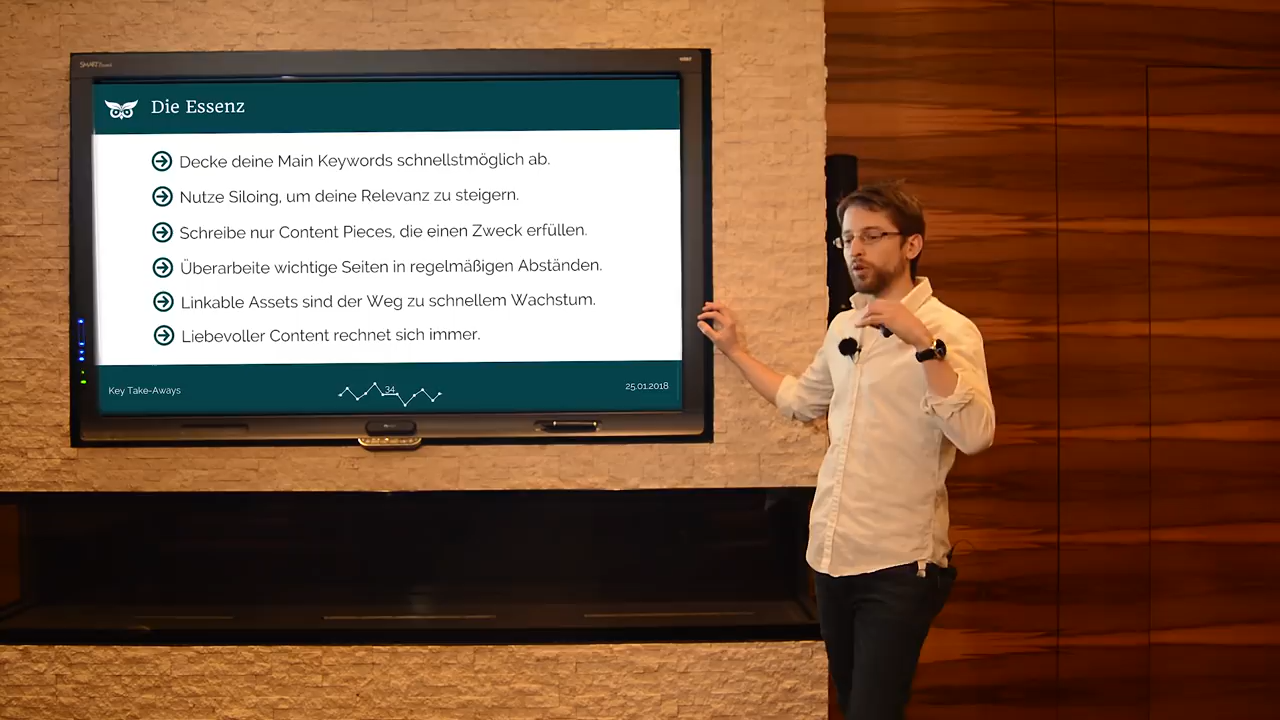 SMART Board
Die Essenz
Decke deine Main Keywords schnellstmöglich ab.
Nutze Siloing, um deine Relevanz zu steigern.
Schreibe nur Content Pieces, die einen Zweck erfüllen.
Überarbeite wichtige Seiten in regelmäßigen Abständen.
Linkable Assets sind der Weg zu schnellem Wachstum.
Liebevoller Content rechnet sich immer.
Key Take-Aways
34
25.01.2018